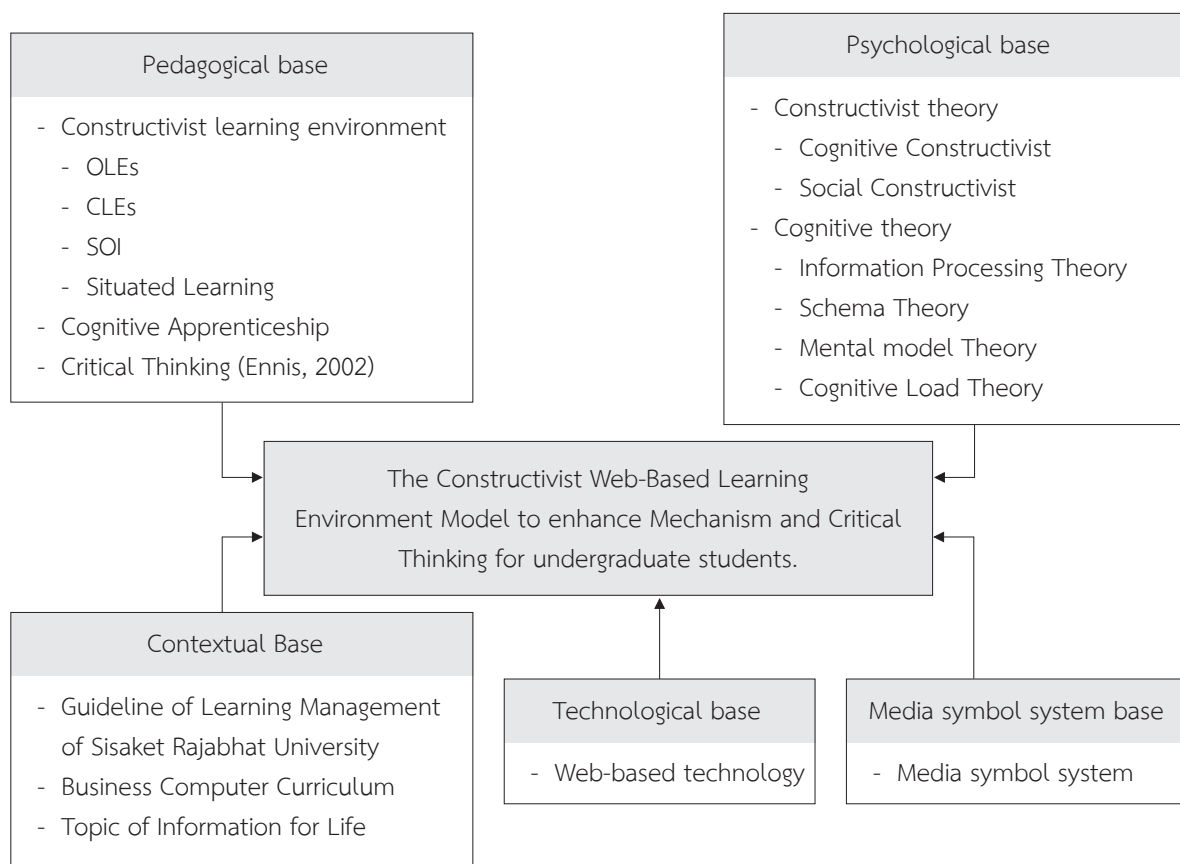 Pedagogical base
- Constructivist learning environment
- OLEs
- CLEs
- SOI
- Situated Learning
- Cognitive Apprenticeship
- Critical Thinking (Ennis, 2002)
Psychological base
- Constructivist theory
- Cognitive Constructivist
- Social Constructivist
- Cognitive theory
- Information Processing Theory
- Schema Theory
- Mental model Theory
- Cognitive Load Theory
The Constructivist Web-Based Learning
Environment Model to enhance Mechanism and Critical
Thinking for undergraduate students.
Contextual Base
- Guideline of Learning Management
of Sisaket Rajabhat University
- Business Computer Curriculum
- Topic of Information for Life
Technological base
- Web-based technology
Media symbol system base
- Media symbol system